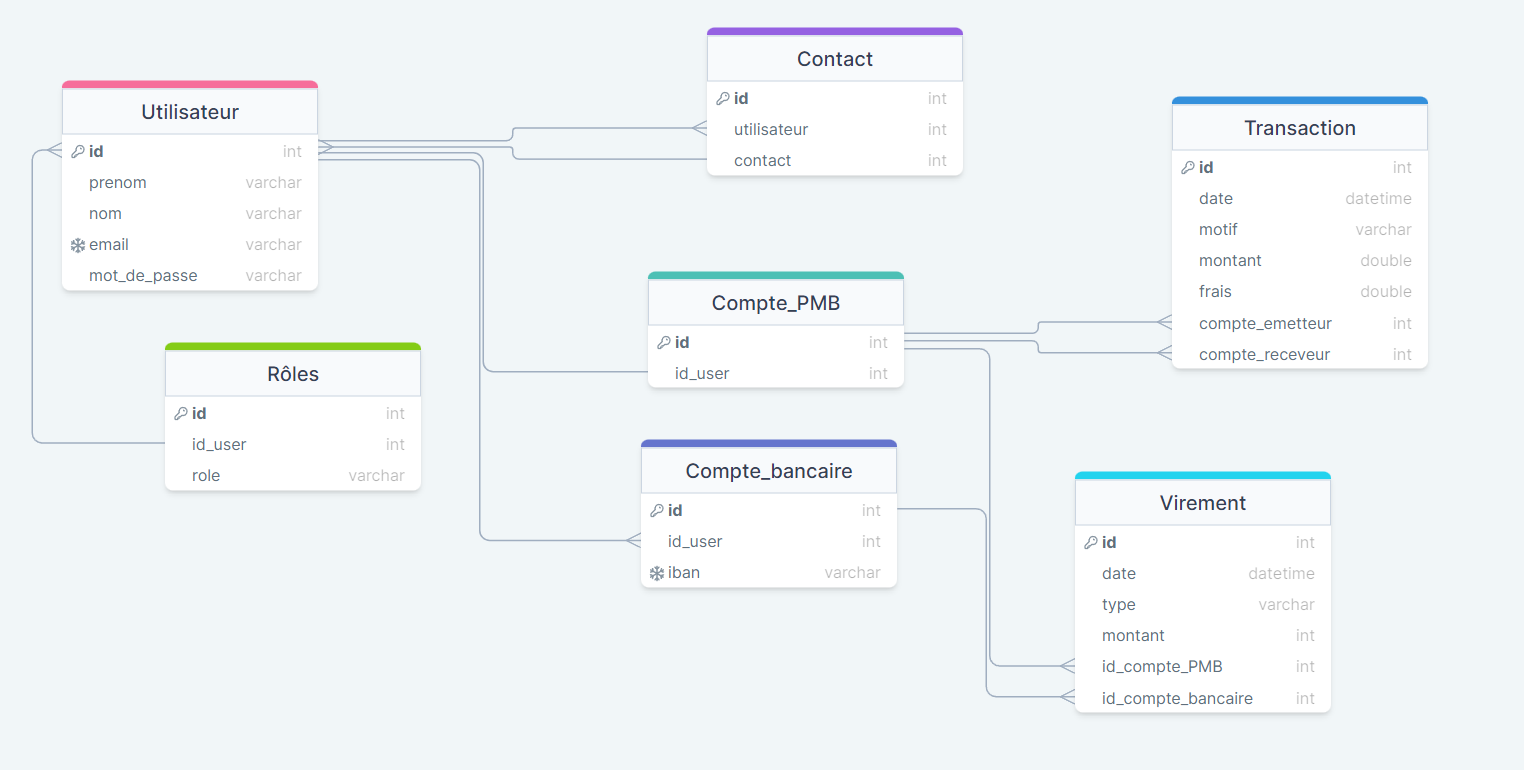 Utilisateur
id int
prenom varchar
nom varchar
email varchar
mot_de_passe varchar
Contact
id int
utilisateur int
contact int
Transaction
id int
date datetime
motif varchar
montant double
frais double
compte_emetteur int
compte_receveur int
Compte_PMB
id int
id_user int
Rôles
id int
id_user int
role varchar
Compte_bancaire
id int
id_user int
iban varchar
Virement
id int
date datetime
type varchar
montant int
id_compte_PMB int
id_compte_bancaire int